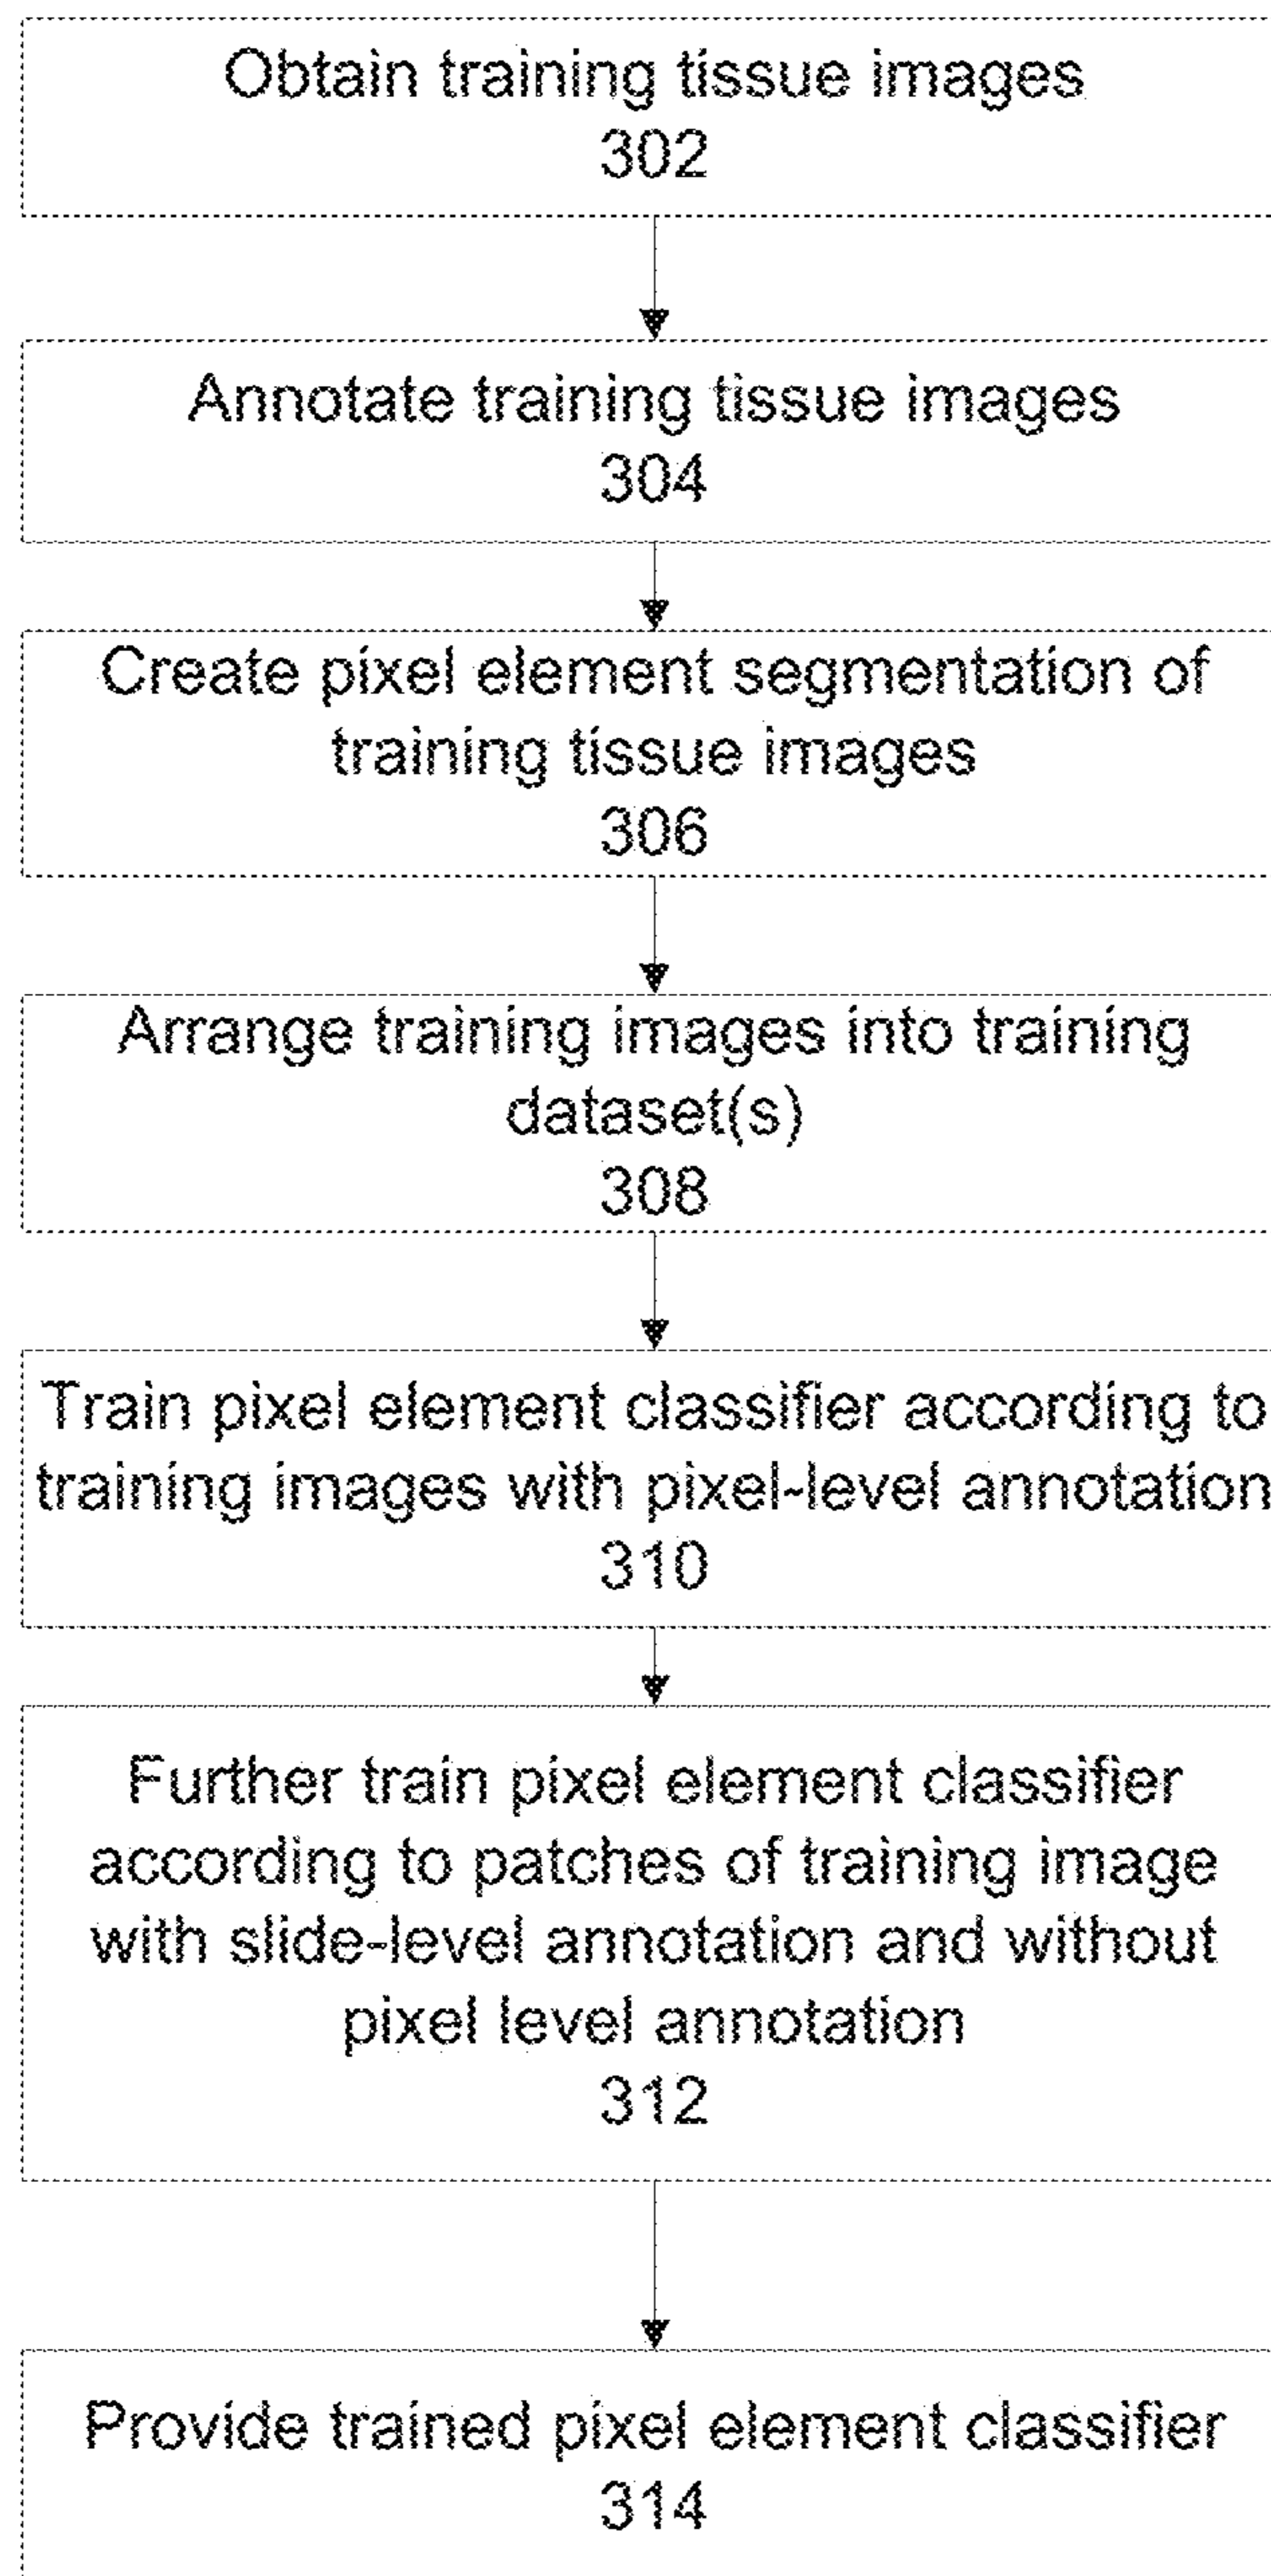 Obtain training tissue images
302
Annotate training tissue images
304
Create pixel element segmentation of
training tissue images
306
Arrange training images into training
dataset(s)
308
Train pixel element classifier according to
training images with pixel-level annotation
310
Further train pixel element classifier
according to patches of training image
with slide-level annotation and without
pixel level annotation
312
Provide trained pixel element classifier
314